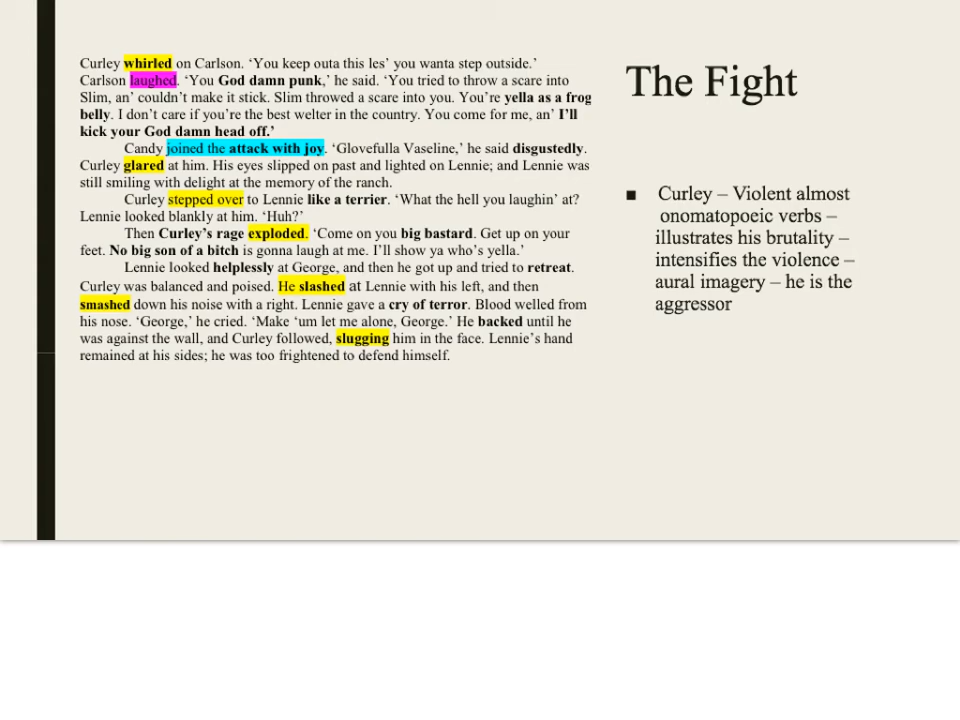 Curley whirled on Carlson. ‘You keep outa this les’ you wanta step outside.’
Carlson laughed. ‘You God damn punk,’ he said. ‘You tried to throw a scare into
Slim, an’ couldn’t make it stick. Slim throwed a scare into you. You’re yella as a frog
belly. I don’t care if you’re the best welter in the country. You come for me, an’ I’ll
kick your God damn head off.’
Candy joined the attack with joy. ‘Glovefulla Vaseline,’ he said disgustedly.
Curley glared at him. His eyes slipped on past and lighted on Lennie; and Lennie was
still smiling with delight at the memory of the ranch.
Curley stepped over to Lennie like a terrier. ‘What the hell you laughin’ at?
Lennie looked blankly at him. ‘Huh?’
Then Curley’s rage exploded. ‘Come on you big bastard. Get up on your
feet. No big son of a bitch is gonna laugh at me. I’ll show ya who’s yella.’
Lennie looked helplessly at George, and then he got up and tried to retreat.
Curley was balanced and poised. He slashed at Lennie with his left, and then
smashed down his noise with a right. Lennie gave a cry of terror. Blood welled from
his nose. ‘George,’ he cried. ‘Make ‘um let me alone, George.’ He backed until he
was against the wall, and Curley followed, slugging him in the face. Lennie’s hand
remained at his sides; he was too frightened to defend himself.
The Fight
■ Curley – Violent almost
onomatopoeic verbs –
illustrates his brutality –
intensifies the violence –
aural imagery – he is the
aggressor